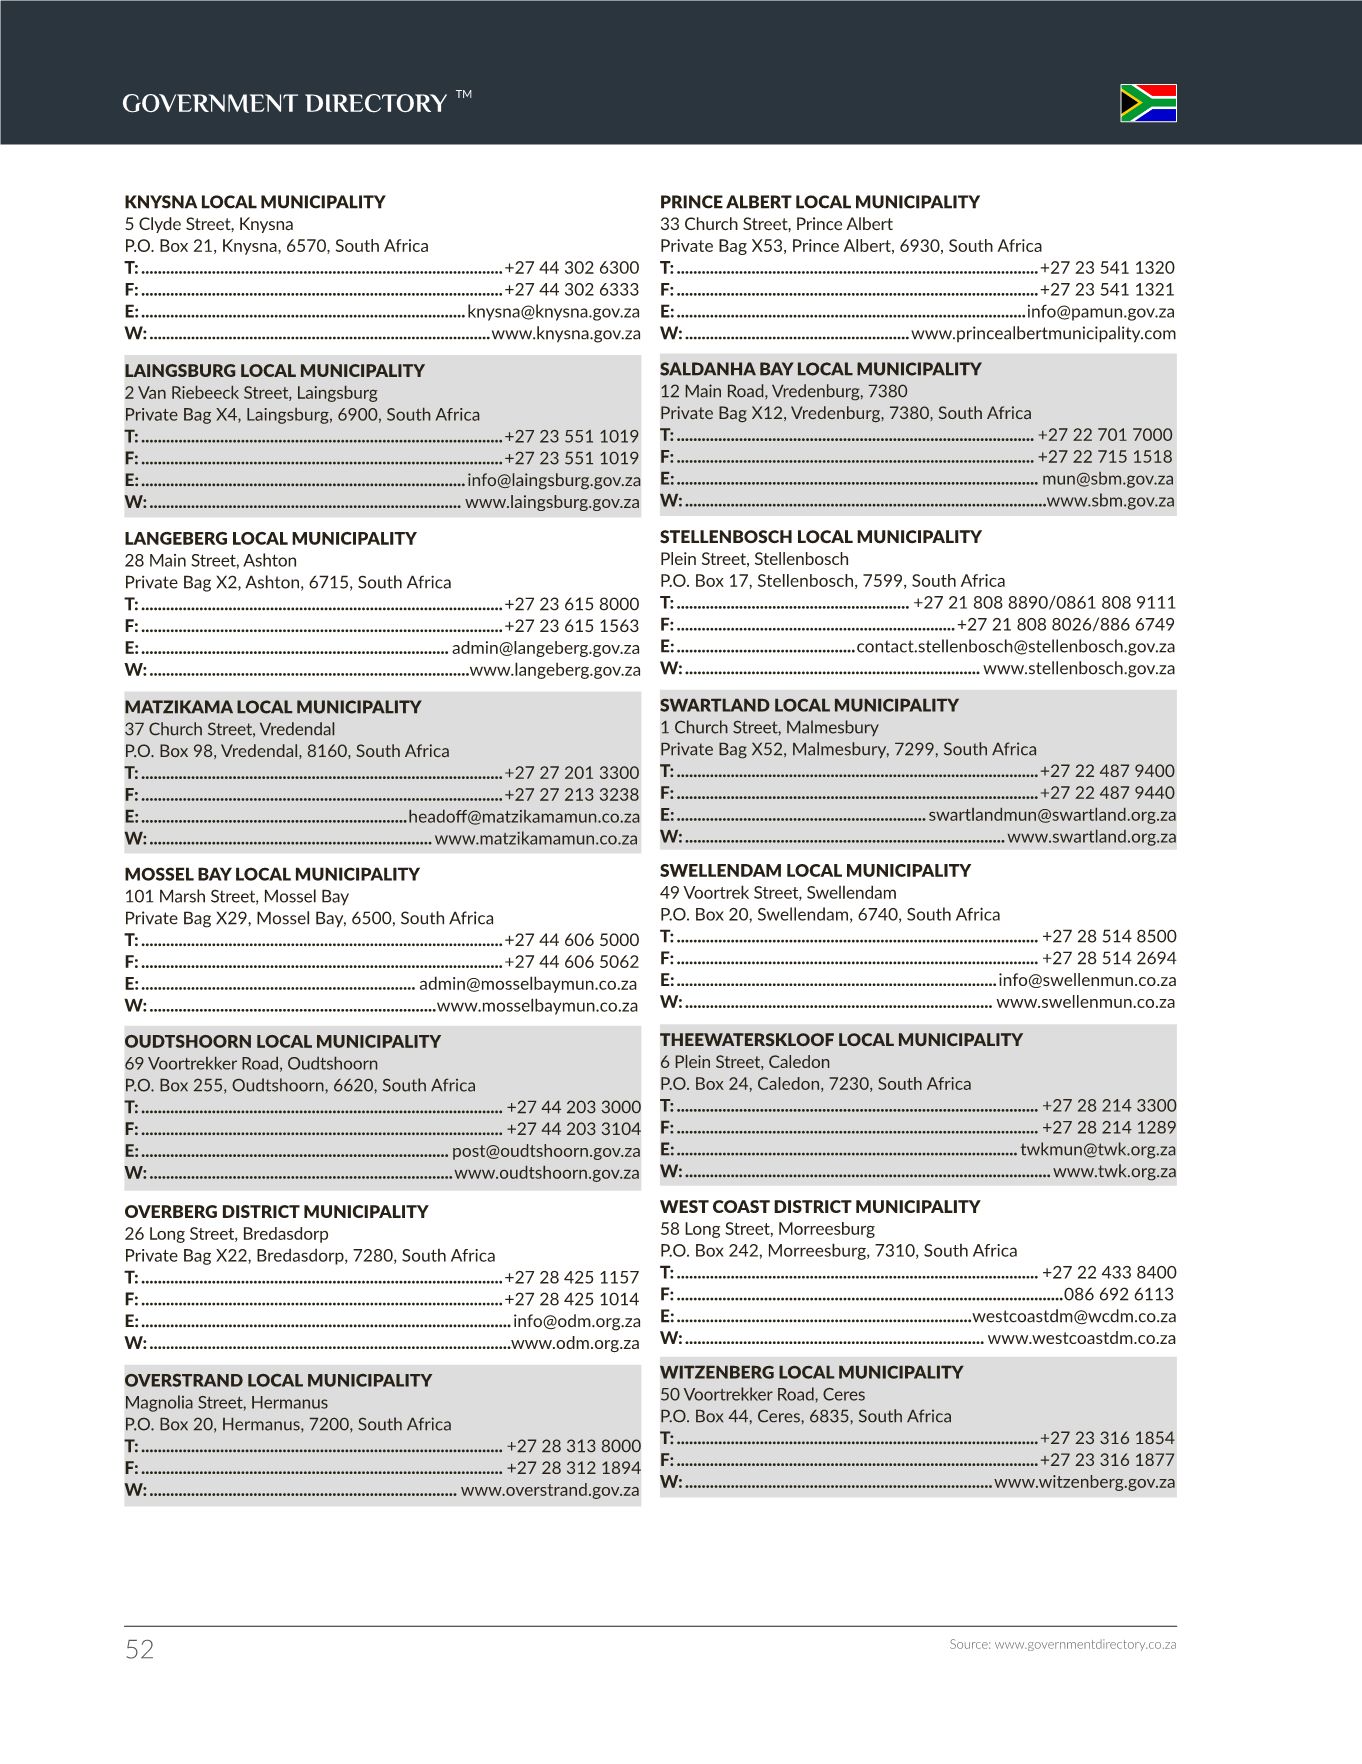 GOVERNMENT DIRECTORY ™
KNYSNA LOCAL MUNICIPALITY
5 Clyde Street, Knysna
P.O. Box 21, Knysna, 6570, South Africa
T: +27 44 302 6300
F: +27 44 302 6333
E: knysna@knysna.gov.za
W: www.knysna.gov.za
LAINGSBURG LOCAL MUNICIPALITY
2 Van Riebeeck Street, Laingsburg
Private Bag X4, Laingsburg, 6900, South Africa
T: +27 23 551 1019
F: +27 23 551 1019
E: info@laingsburg.gov.za
W: www.laingsburg.gov.za
LANGEBERG LOCAL MUNICIPALITY
28 Main Street, Ashton
Private Bag X2, Ashton, 6715, South Africa
T: +27 23 615 8000
F: +27 23 615 1563
E: admin@langeberg.gov.za
W: www.langeberg.gov.za
MATZIKAMA LOCAL MUNICIPALITY
37 Church Street, Vredendal
P.O. Box 98, Vredendal, 8160, South Africa
T: +27 27 201 3300
F: +27 27 213 3238
E: headoff@matzikamamun.co.za
W: www.matzikamamun.co.za
MOSSEL BAY LOCAL MUNICIPALITY
101 Marsh Street, Mossel Bay
Private Bag X29, Mossel Bay, 6500, South Africa
T: +27 44 606 5000
F: +27 44 606 5062
E: admin@mosselbaymun.co.za
W: www.mosselbaymun.co.za
OUDTSHOORN LOCAL MUNICIPALITY
69 Voortrekker Road, Oudtshoorn
P.O. Box 255, Oudtshoorn, 6620, South Africa
T: +27 44 203 3000
F: +27 44 203 3104
E: post@oudtshoorn.gov.za
W: www.oudtshoorn.gov.za
OVERBERG DISTRICT MUNICIPALITY
26 Long Street, Bredasdorp
Private Bag X22, Bredasdorp, 7280, South Africa
T: +27 28 425 1157
F: +27 28 425 1014
E: info@odm.org.za
W: www.odm.org.za
OVERSTRAND LOCAL MUNICIPALITY
Magnolia Street, Hermanus
P.O. Box 20, Hermanus, 7200, South Africa
T: +27 28 313 8000
F: +27 28 312 1894
W: www.overstrand.gov.za
PRINCE ALBERT LOCAL MUNICIPALITY
33 Church Street, Prince Albert
Private Bag X53, Prince Albert, 6930, South Africa
T: +27 23 541 1320
F: +27 23 541 1321
E: info@pamun.gov.za
W: www.princealbertmunicipality.com
SALDANHA BAY LOCAL MUNICIPALITY
12 Main Road, Vredenburg, 7380
Private Bag X12, Vredenburg, 7380, South Africa
T: +27 22 701 7000
F: +27 22 715 1518
E: mun@sbm.gov.za
W: www.sbm.gov.za
STELLENBOSCH LOCAL MUNICIPALITY
Plein Street, Stellenbosch
P.O. Box 17, Stellenbosch, 7599, South Africa
T: +27 21 808 8890/0861 808 9111
F: +27 21 808 8026/886 6749
E: contact.stellenbosch@stellenbosch.gov.za
W: www.stellenbosch.gov.za
SWARTLAND LOCAL MUNICIPALITY
1 Church Street, Malmesbury
Private Bag X52, Malmesbury, 7299, South Africa
T: +27 22 487 9400
F: +27 22 487 9440
E: swartlandmun@swartland.org.za
W: www.swartland.org.za
SWELLENDAM LOCAL MUNICIPALITY
49 Voortrek Street, Swellendam
P.O. Box 20, Swellendam, 6740, South Africa
T: +27 28 514 8500
F: +27 28 514 2694
E: info@swellenmun.co.za
W: www.swellenmun.co.za
THEEWATERSKLOOF LOCAL MUNICIPALITY
6 Plein Street, Caledon
P.O. Box 24, Caledon, 7230, South Africa
T: +27 28 214 3300
F: +27 28 214 1289
E: twkmun@twk.org.za
W: www.twk.org.za
WEST COAST DISTRICT MUNICIPALITY
58 Long Street, Morreesburg
P.O. Box 242, Morreesburg, 7310, South Africa
T: +27 22 433 8400
F: 086 692 6113
E: westcoastdm@wcdm.co.za
W: www.westcoastdm.co.za
WITZENBERG LOCAL MUNICIPALITY
50 Voortrekker Road, Ceres
P.O. Box 44, Ceres, 6835, South Africa
T: +27 23 316 1854
F: +27 23 316 1877
W: www.witzenberg.gov.za
52
Source: www.governmentdirectory.co.za